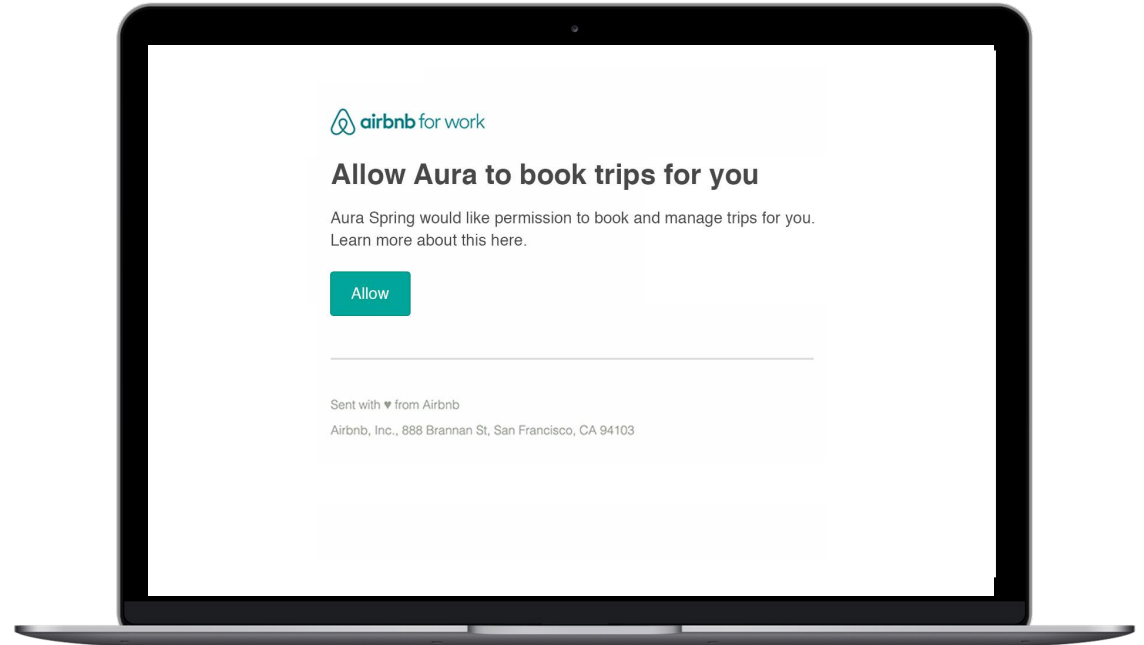 airbnb for work
Allow Aura to book trips for you
Aura Spring would like permission to book and manage trips for you.
Learn more about this here.
Allow
Sent with ♥ from Airbnb
Airbnb, Inc., 888 Brannan St, San Francisco, CA 94103